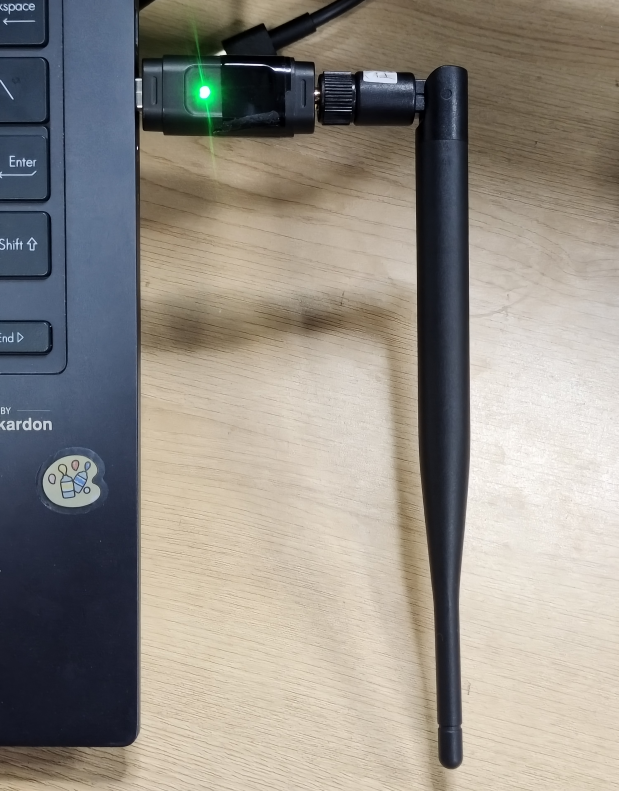 kspace
\
Enter
Shift
End
BY
kardon